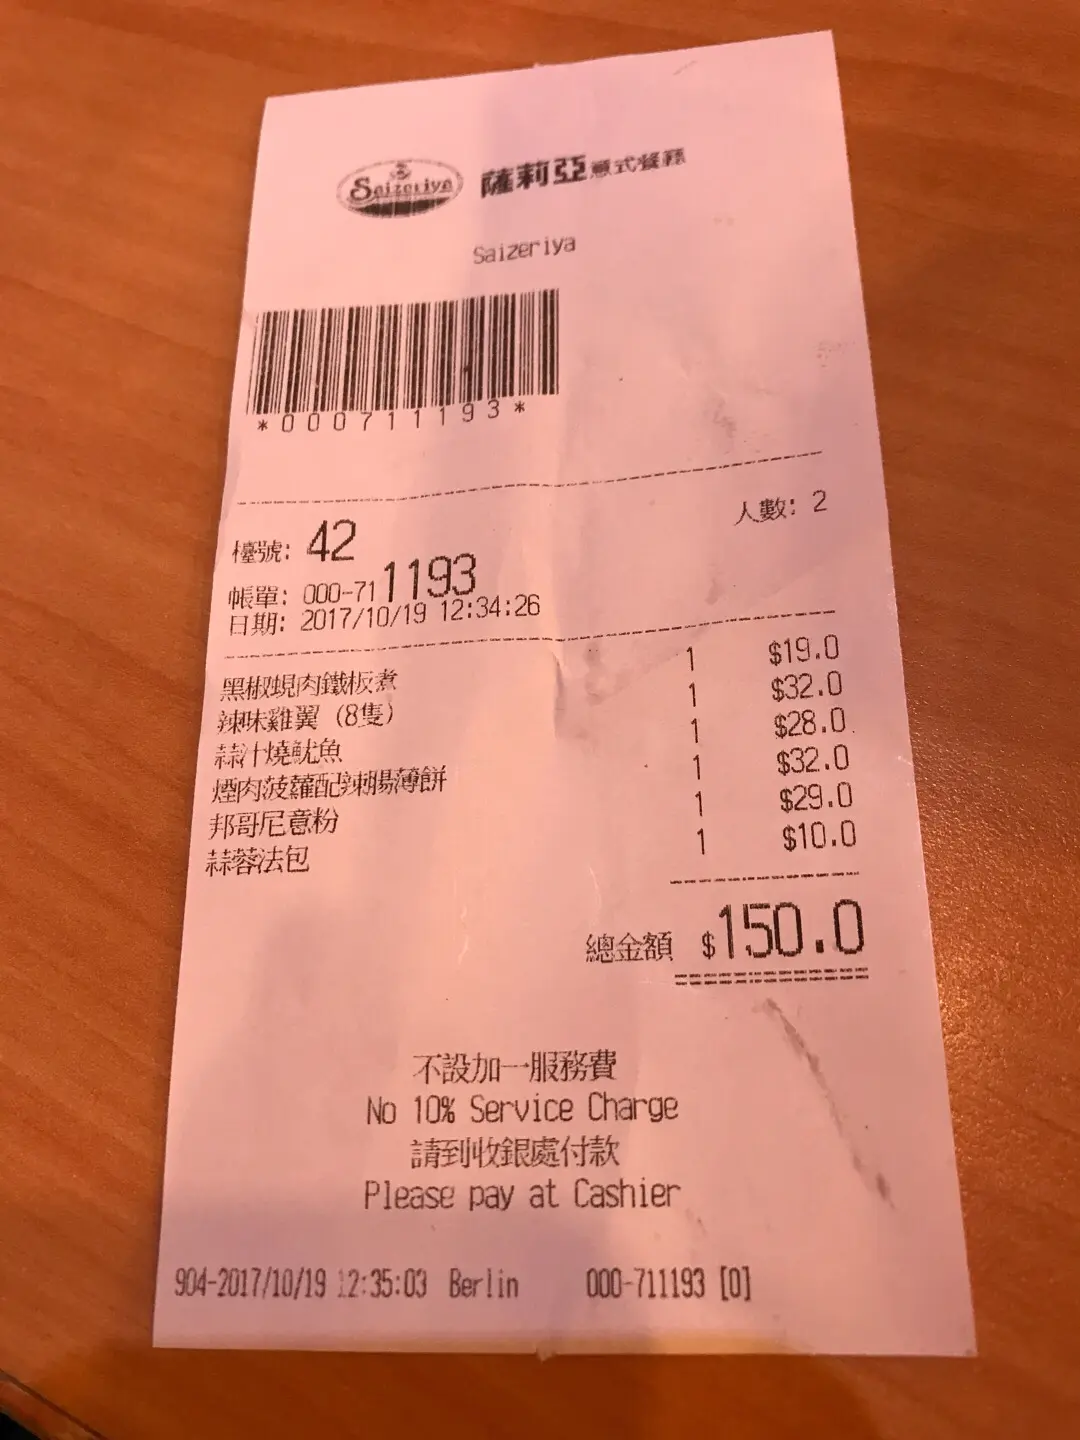 Saizeriya 薩莉亞意式餐廳
Saizeriya
*000711193*
人數: 2
檯號: 42
帳單: 000-711193
日期: 2017/10/19 12:34:26
黑椒蜆肉鐵板煮 1 $19.0
辣味雞翼 (8隻) 1 $32.0
蒜汁燒魷魚 1 $28.0
煙肉菠蘿配辣腸薄餅 1 $32.0
邦哥尼意粉 1 $29.0
蒜蓉法包 1 $10.0
總金額 $150.0
不設加一服務費
No 10% Service Charge
請到收銀處付款
Please pay at Cashier
904-2017/10/19 12:35:03 Berlin 000-711193 [0]